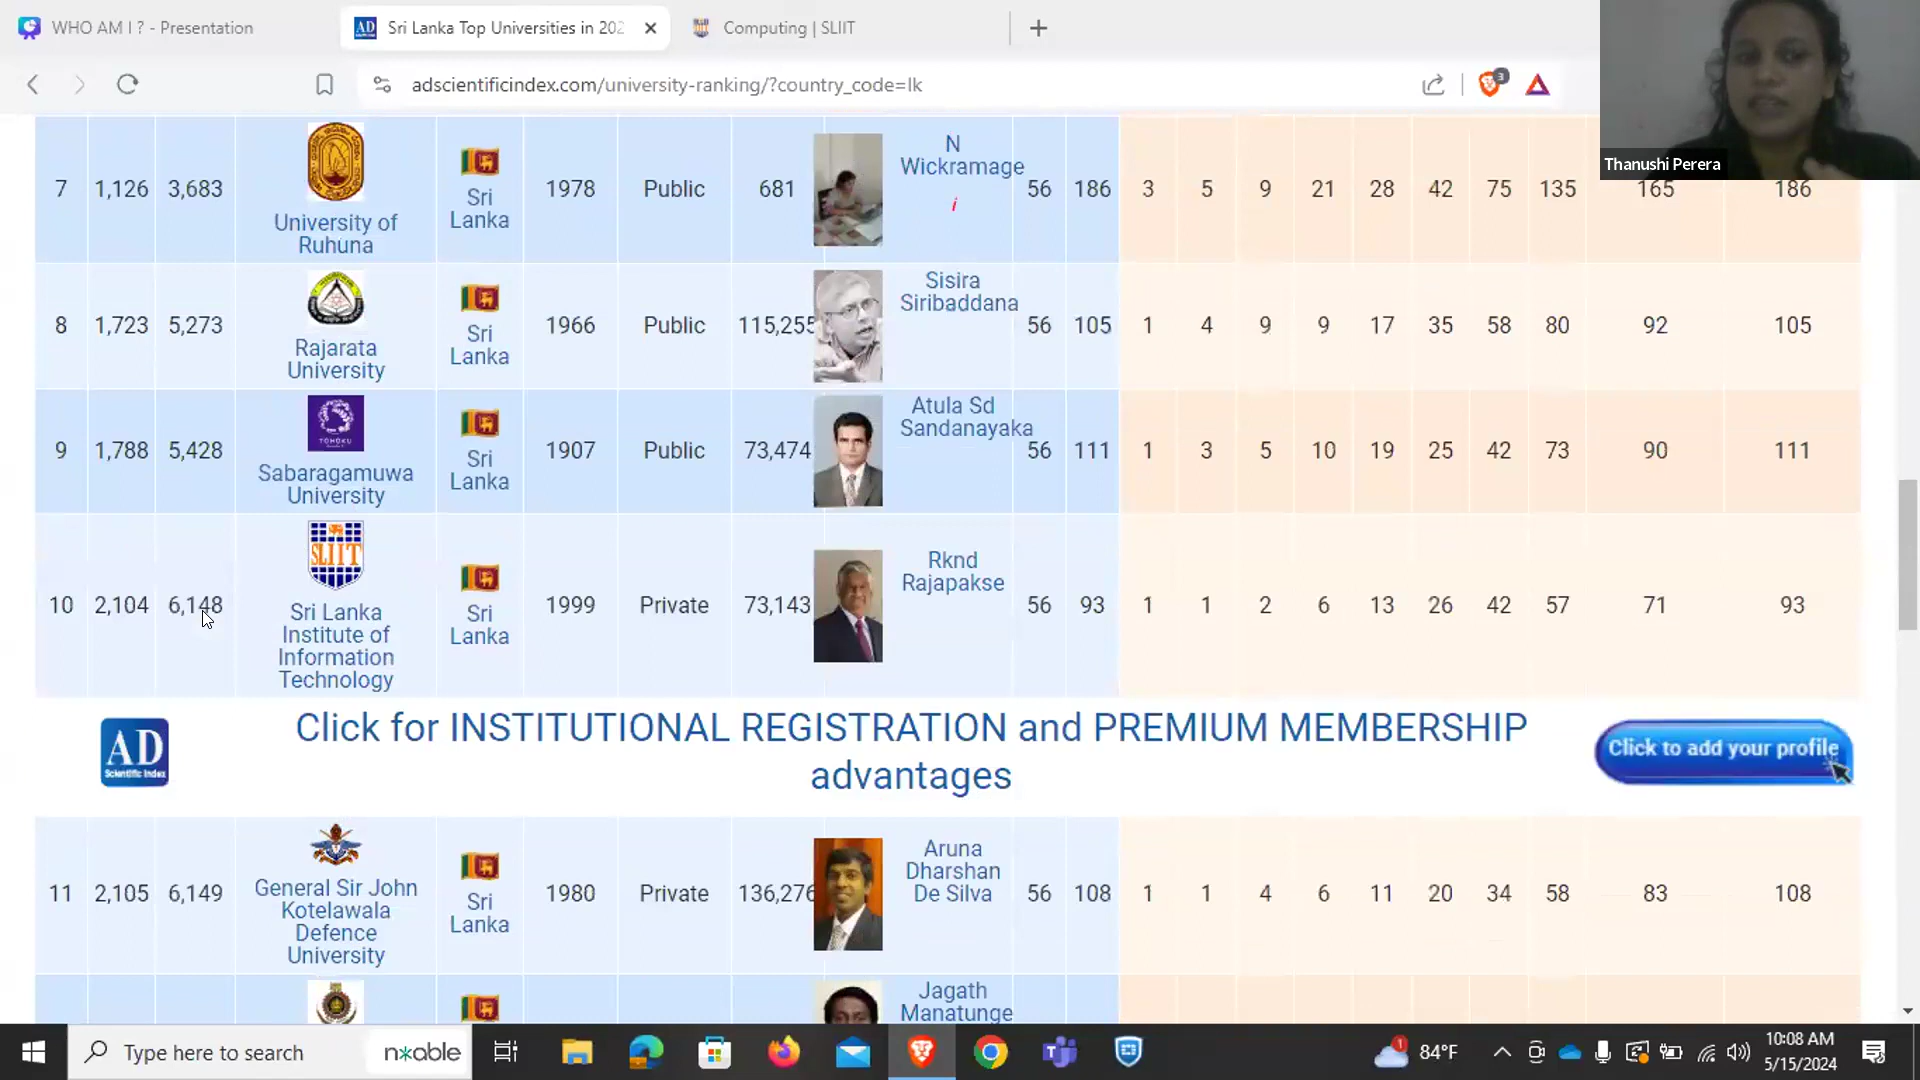 WHO AM I ? - Presentation
AD
Sri Lanka Top Universities in 202
Computing | SLIIT
adscientificindex.com/university-ranking/?country_code=lk
3
Thanushi Perera
7 1,126 3,683 University of Ruhuna Sri Lanka 1978 Public 681 N Wickramage i 56 186 3 5 9 21 28 42 75 135 165 186
8 1,723 5,273 Rajarata University Sri Lanka 1966 Public 115,255 Sisira Siribaddana 56 105 1 4 9 9 17 35 58 80 92 105
TOHOKU
9 1,788 5,428 Sabaragamuwa University Sri Lanka 1907 Public 73,474 Atula Sd Sandanayaka 56 111 1 3 5 10 19 25 42 73 90 111
SLIIT
10 2,104 6,148 Sri Lanka Institute of Information Technology Sri Lanka 1999 Private 73,143 Rknd Rajapakse 56 93 1 1 2 6 13 26 42 57 71 93
AD
Scientific Index
Click for INSTITUTIONAL REGISTRATION and PREMIUM MEMBERSHIP
advantages
Click to add your profile
11 2,105 6,149 General Sir John Kotelawala Defence University Sri Lanka 1980 Private 136,276 Aruna Dharshan De Silva 56 108 1 1 4 6 11 20 34 58 83 108
Jagath
Manatunge
Type here to search
n*able
1
84°F
10:08 AM
5/15/2024